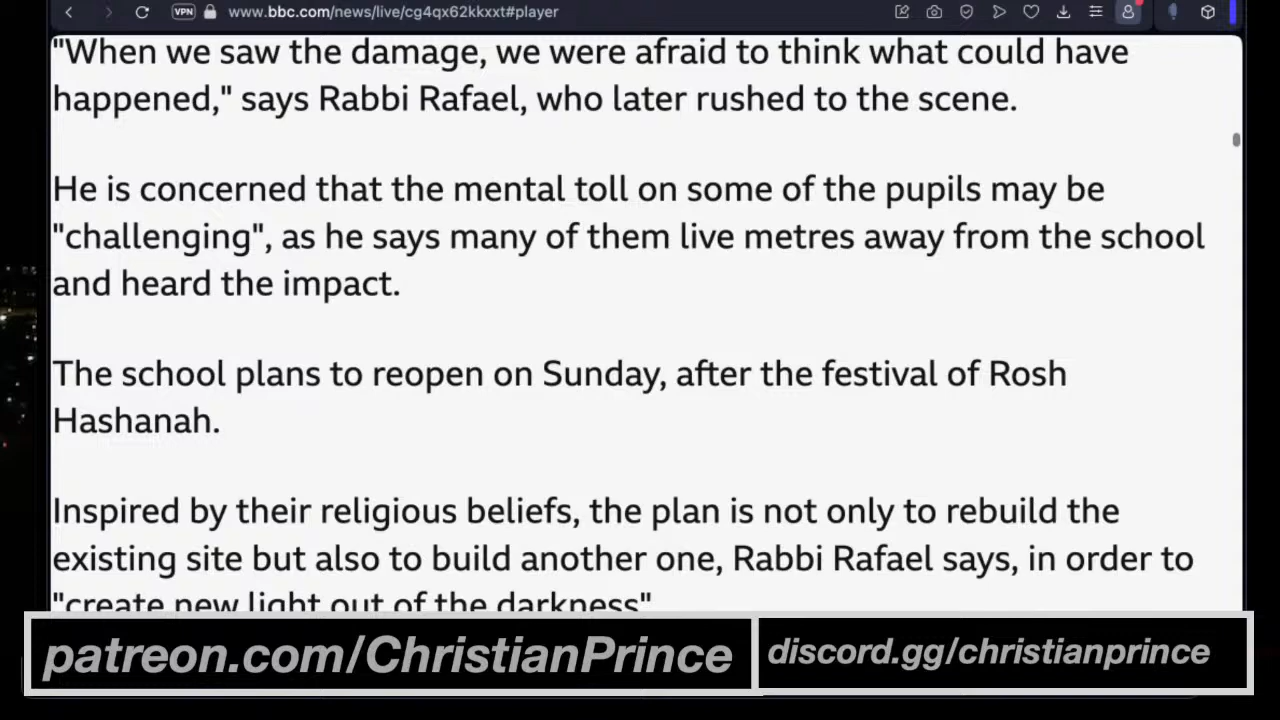 VPN
www.bbc.com/news/live/cg4qx62kkxxt#player
"When we saw the damage, we were afraid to think what could have
happened," says Rabbi Rafael, who later rushed to the scene.
He is concerned that the mental toll on some of the pupils may be
"challenging", as he says many of them live metres away from the school
and heard the impact.
The school plans to reopen on Sunday, after the festival of Rosh
Hashanah.
Inspired by their religious beliefs, the plan is not only to rebuild the
existing site but also to build another one, Rabbi Rafael says, in order to
"create new light out of the darkness"
patreon.com/ChristianPrince
discord.gg/christianprince